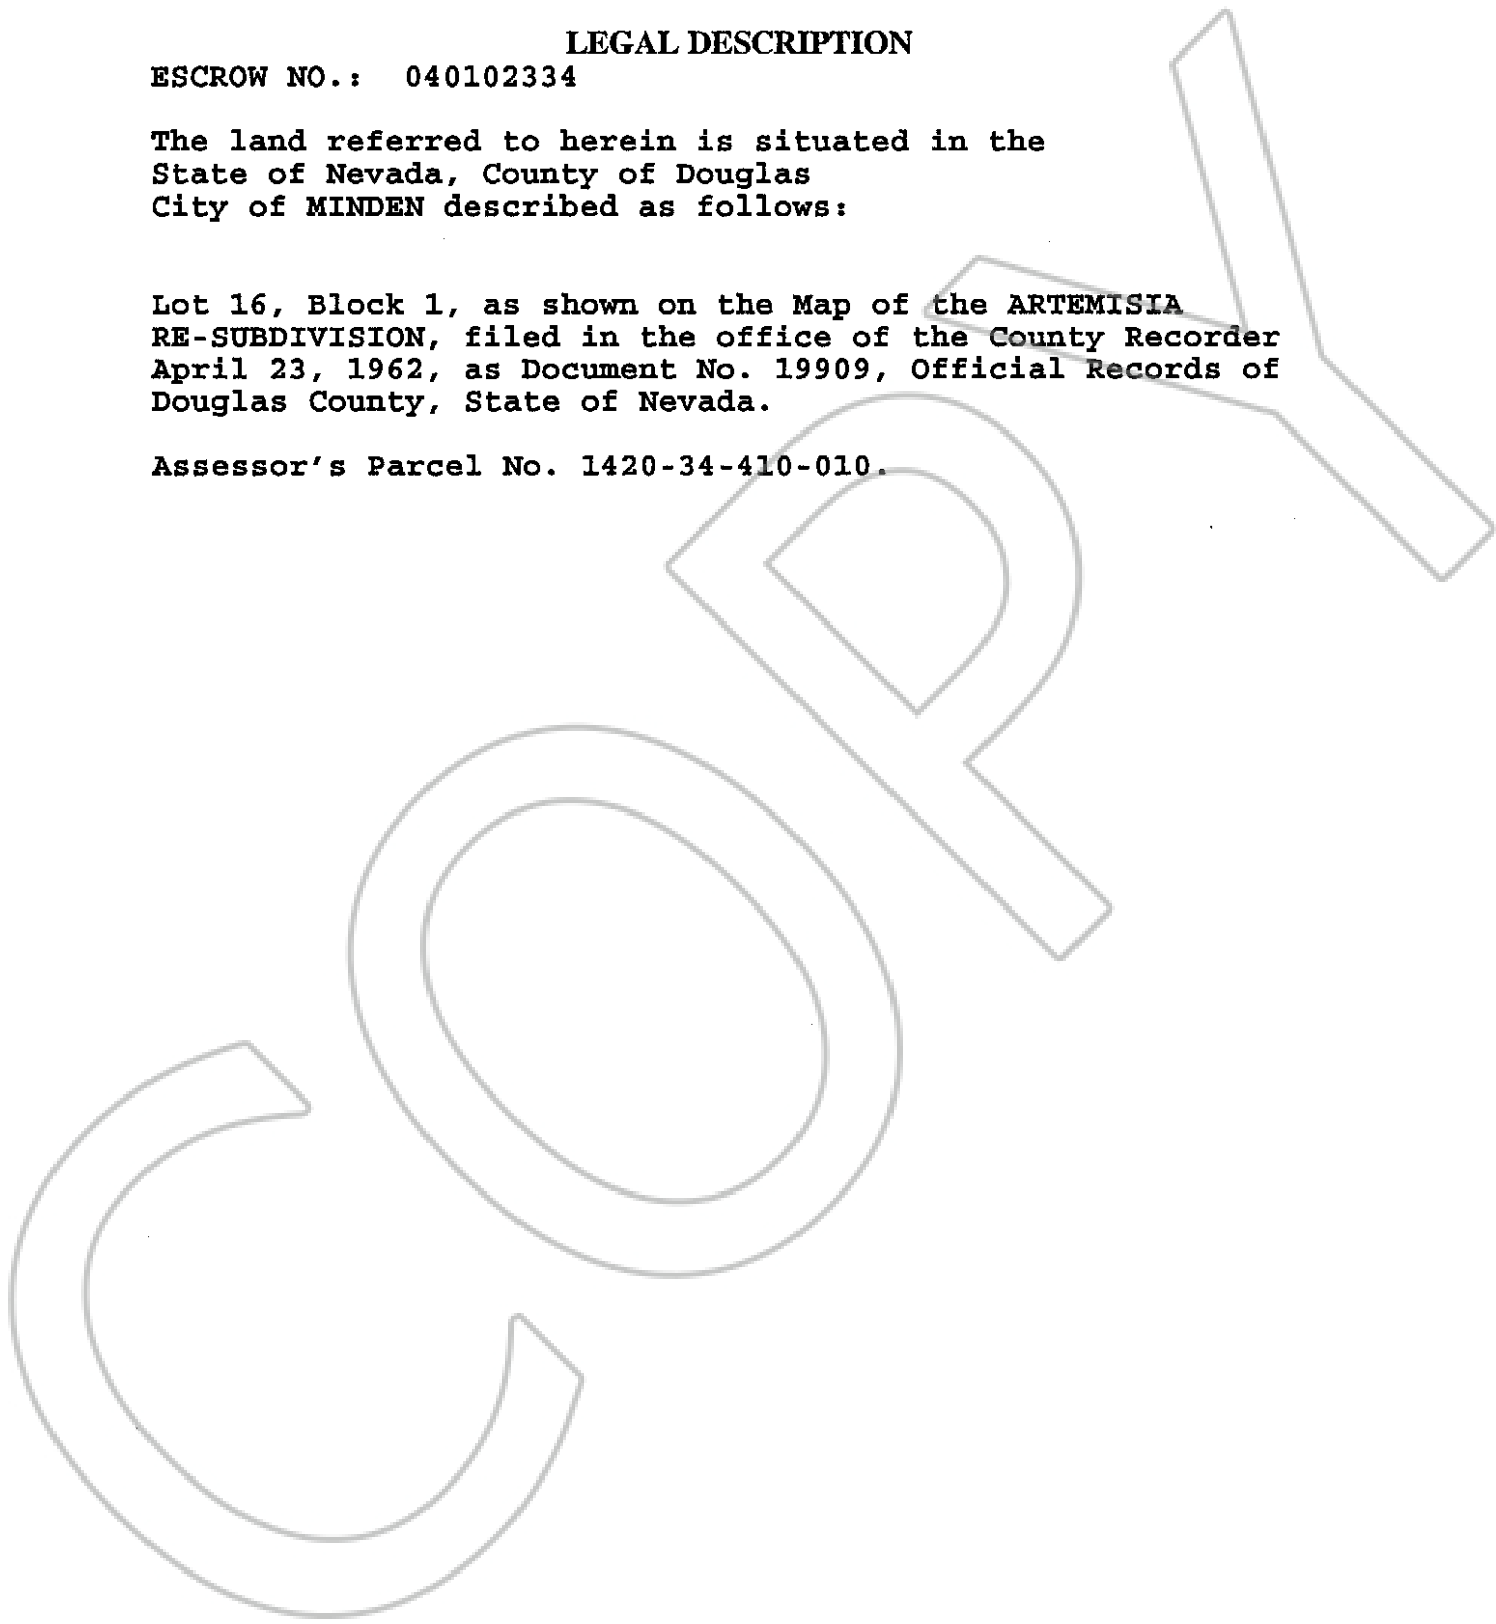 LEGAL DESCRIPTION
ESCROW NO.: 040102334
The land referred to herein is situated in the
State of Nevada, County of Douglas
City of MINDEN described as follows:
Lot 16, Block 1, as shown on the Map of the ARTEMISIA
RE-SUBDIVISION, filed in the office of the County Recorder
April 23, 1962, as Document No. 19909, Official Records of
Douglas County, State of Nevada.
Assessor's Parcel No. 1420-34-410-010.
COPY